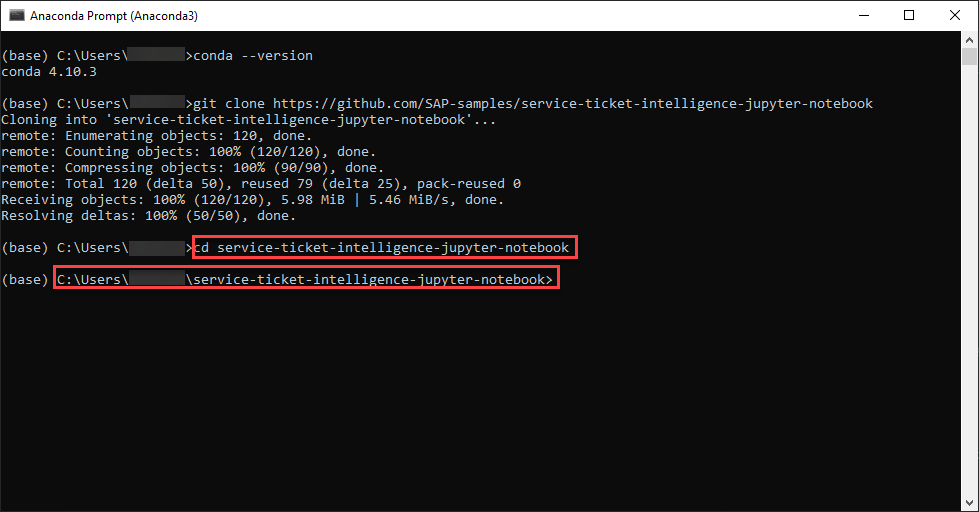 Anaconda Prompt (Anaconda3)
(base) C:\Users\ >conda --version
conda 4.10.3
(base) C:\Users\ >git clone https://github.com/SAP-samples/service-ticket-intelligence-jupyter-notebook
Cloning into 'service-ticket-intelligence-jupyter-notebook'...
remote: Enumerating objects: 120, done.
remote: Counting objects: 100% (120/120), done.
remote: Compressing objects: 100% (90/90), done.
remote: Total 120 (delta 50), reused 79 (delta 25), pack-reused 0
Receiving objects: 100% (120/120), 5.98 MiB | 5.46 MiB/s, done.
Resolving deltas: 100% (50/50), done.
(base) C:\Users\ >cd service-ticket-intelligence-jupyter-notebook
(base) C:\Users\ \service-ticket-intelligence-jupyter-notebook>